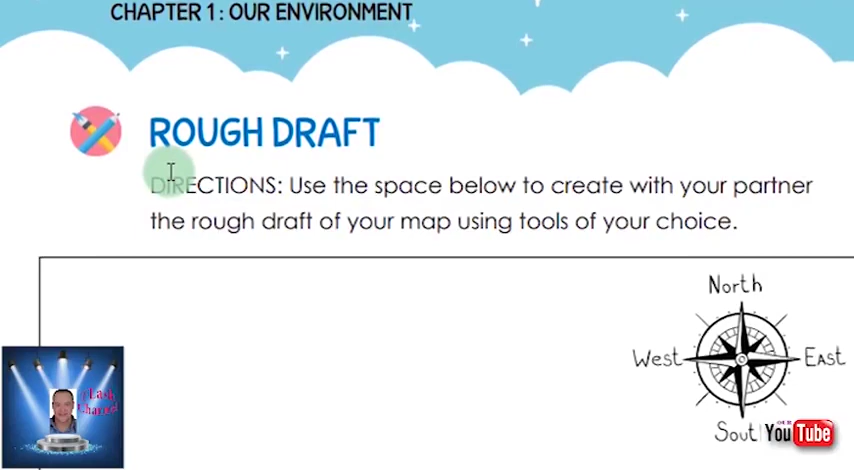 CHAPTER 1: OUR ENVIRONMENT
ROUGH DRAFT
DIRECTIONS: Use the space below to create with your partner
the rough draft of your map using tools of your choice.
North
West East
Sout
YouTube